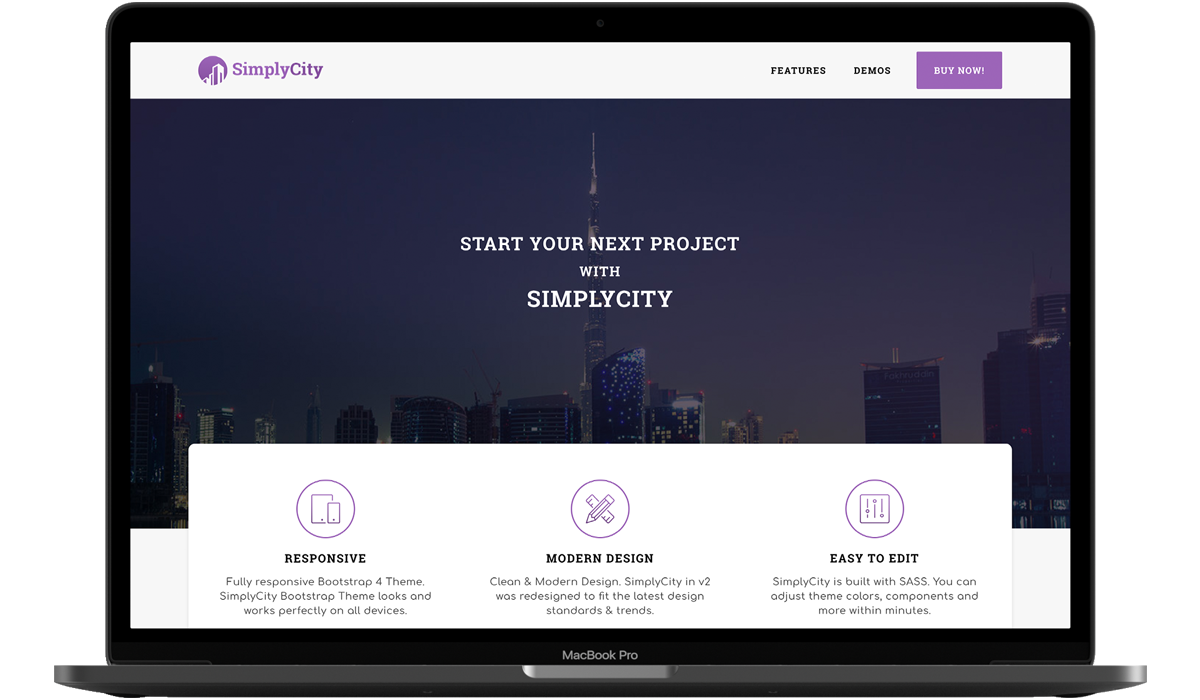 SimplyCity
FEATURES
DEMOS
BUY NOW!
START YOUR NEXT PROJECT
WITH
SIMPLYCITY
RESPONSIVE
Fully responsive Bootstrap 4 Theme.
SimplyCity Bootstrap Theme looks and
works perfectly on all devices.
MODERN DESIGN
Clean & Modern Design. SimplyCity in v2
was redesigned to fit the latest design
standards & trends.
EASY TO EDIT
SimplyCity is built with SASS. You can
adjust theme colors, components and
more within minutes.
MacBook Pro